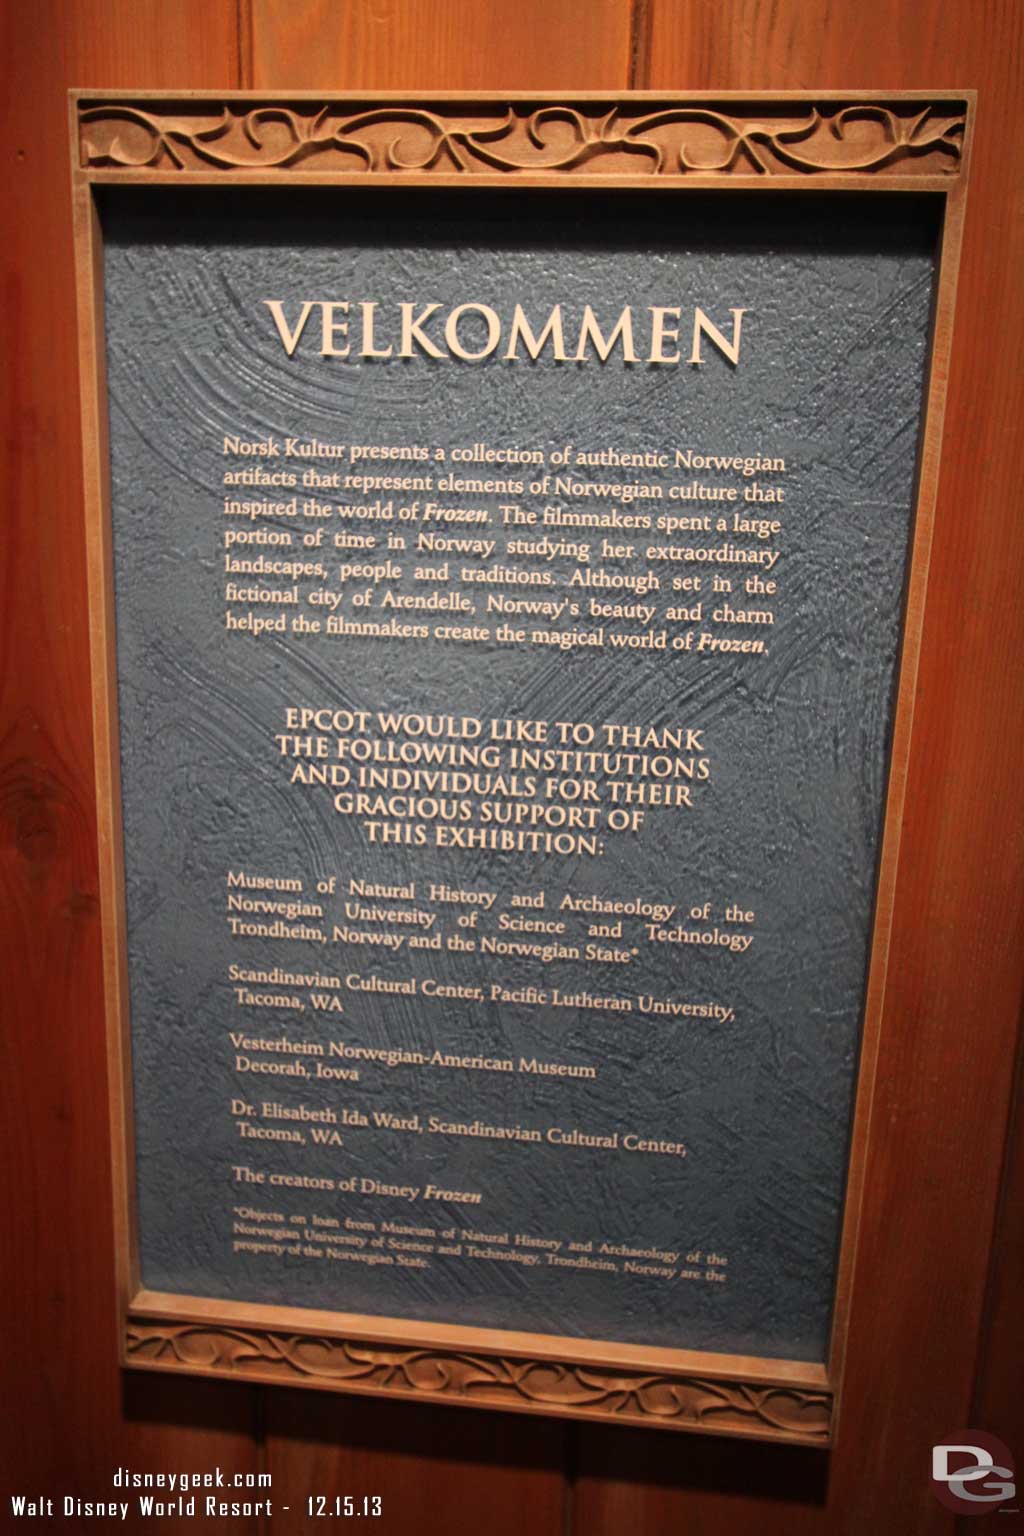 VELKOMMEN
Norsk Kultur presents a collection of authentic Norwegian
artifacts that represent elements of Norwegian culture that
inspired the world of Frozen. The filmmakers spent a large
portion of time in Norway studying her extraordinary
landscapes, people and traditions. Although set in the
fictional city of Arendelle, Norway's beauty and charm
helped the filmmakers create the magical world of Frozen.
EPCOT WOULD LIKE TO THANK
THE FOLLOWING INSTITUTIONS
AND INDIVIDUALS FOR THEIR
GRACIOUS SUPPORT OF
THIS EXHIBITION:
Museum of Natural History and Archaeology of the
Norwegian University of Science and Technology
Trondheim, Norway and the Norwegian State*
Scandinavian Cultural Center, Pacific Lutheran University,
Tacoma, WA
Vesterheim Norwegian-American Museum
Decorah, Iowa
Dr. Elisabeth Ida Ward, Scandinavian Cultural Center,
Tacoma, WA
The creators of Disney Frozen
*Objects on loan from Museum of Natural History and Archaeology of the
Norwegian University of Science and Technology, Trondheim, Norway are the
property of the Norwegian State.
disneygeek.com
Walt Disney World Resort - 12.15.13
DG